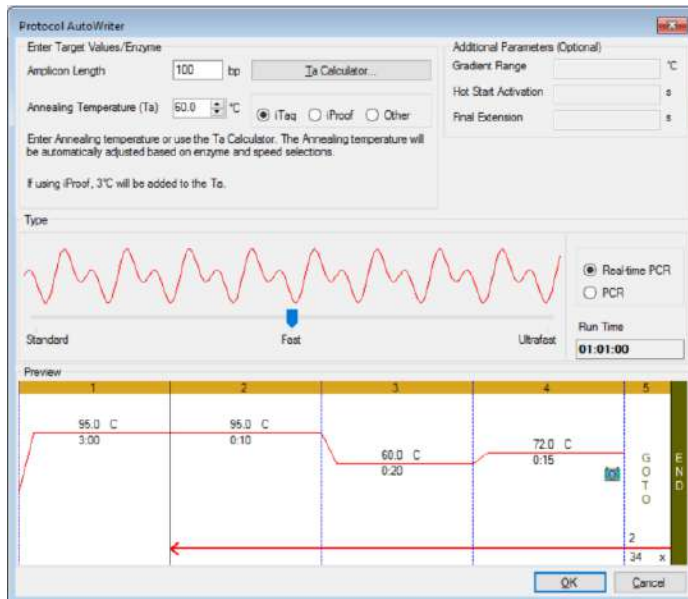 Protocol AutoWriter
Enter Target Values/Enzyme
Amplicon Length 100 bp Ta Calculator...
Annealing Temperature (Ta) 60.0 °C iTaq iProof Other
Enter Annealing temperature or use the Ta Calculator. The Annealing temperature will
be automatically adjusted based on enzyme and speed selections.
If using iProof, 3°C will be added to the Ta.
Additional Parameters (Optional)
Gradient Range °C
Hot Start Activation s
Final Extension s
Type
Standard Fast Ultrafast
Real-time PCR
PCR
Run Time
01:01:00
Preview
1 2 3 4 5
95.0 C 95.0 C
3:00 0:10
60.0 C 72.0 C
0:20 0:15
GOTO
END
2
34 x
OK Cancel